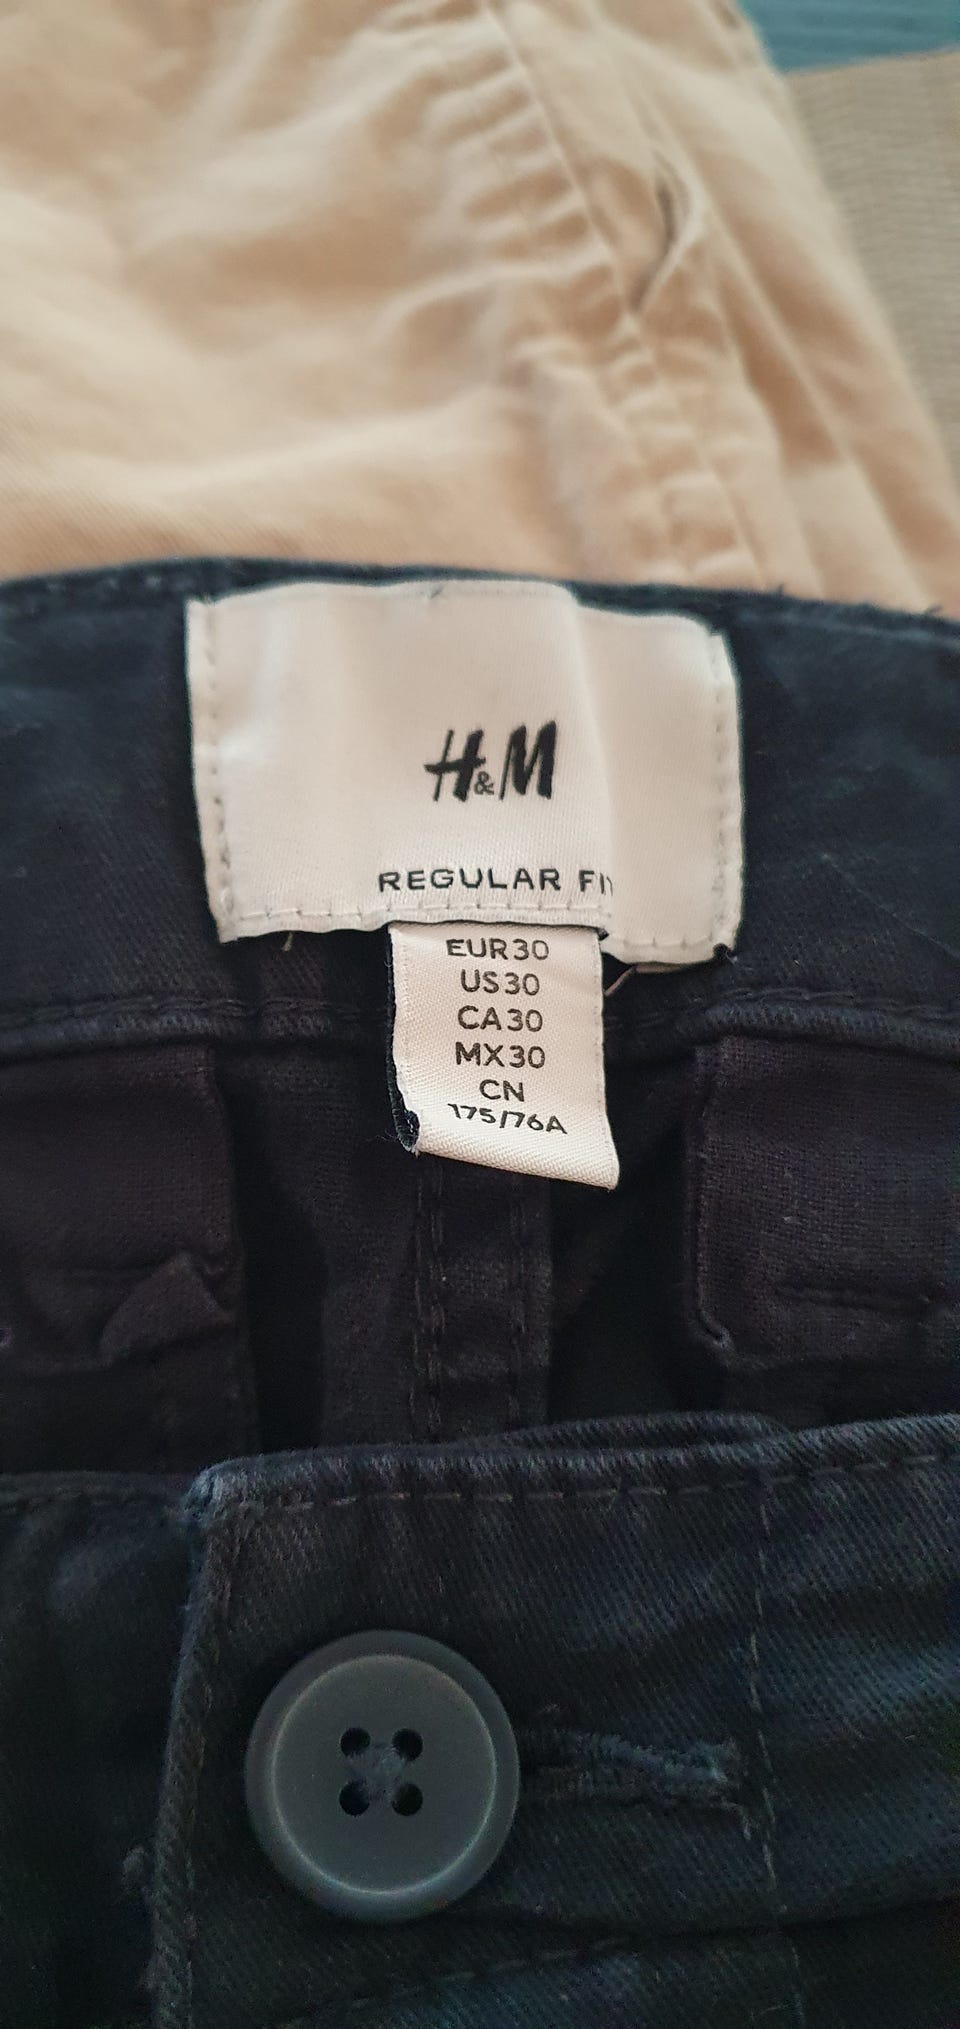 H&M
REGULAR FIT
EUR30
US30
CA30
MX30
CN
175/76A